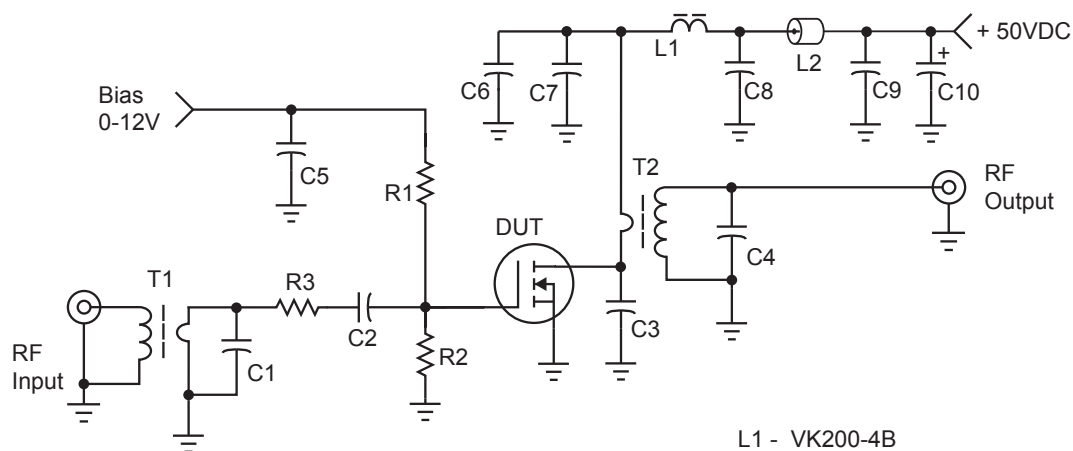 + 50VDC
L1
L2
C6
C7
C8
C9
+
C10
Bias
0-12V
C5
R1
T2
RF
Output
DUT
C4
T1
R3
C2
C3
RF
Input
C1
R2
L1 - VK200-4B